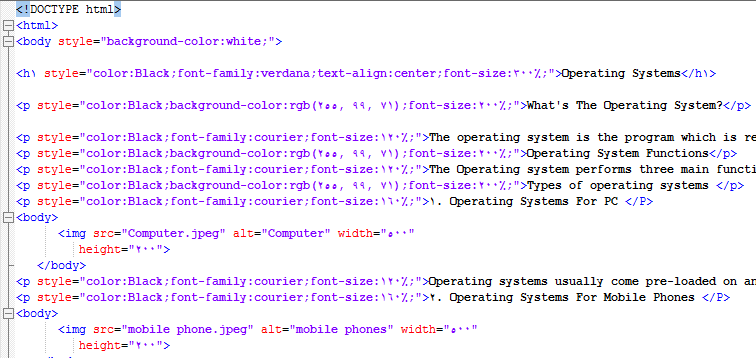 <!DOCTYPE html>
<html>
<body style="background-color:white;">
<h١ style="color:Black;font-family:verdana;text-align:center;font-size:٣٠٠٪;">Operating Systems</h١>
<p style="color:Black;background-color:rgb(٢٥٥, ٩٩, ٧١);font-size:٢٠٠٪;">What's The Operating System?</p>
<p style="color:Black;font-family:courier;font-size:١٢٠٪;">The operating system is the program which is re
<p style="color:Black;background-color:rgb(٢٥٥, ٩٩, ٧١);font-size:٢٠٠٪;">Operating System Functions</p>
<p style="color:Black;font-family:courier;font-size:١٢٠٪;">The Operating system performs three main functi
<p style="color:Black;background-color:rgb(٢٥٥, ٩٩, ٧١);font-size:٢٠٠٪;">Types of operating systems </p>
<p style="color:Black;font-family:courier;font-size:١٦٠٪;">١. Operating Systems For PC </P>
<body>
<img src="Computer.jpeg" alt="Computer" width="٥٠٠"
height="٢٠٠">
</body>
<p style="color:Black;font-family:courier;font-size:١٢٠٪;">Operating systems usually come pre-loaded on an
<p style="color:Black;font-family:courier;font-size:١٦٠٪;">٢. Operating Systems For Mobile Phones </P>
<body>
<img src="mobile phone.jpeg" alt="mobile phones" width="٥٠٠"
height="٢٠٠">